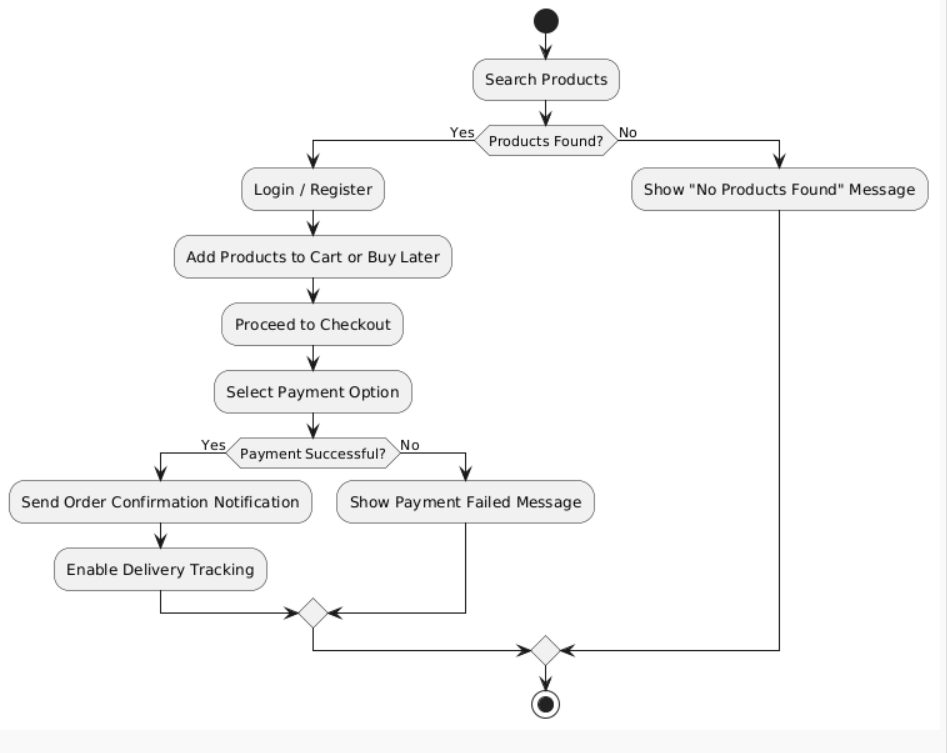 Search Products
Yes
Products Found?
No
Login / Register
Show "No Products Found" Message
Add Products to Cart or Buy Later
Proceed to Checkout
Select Payment Option
Yes
Payment Successful?
No
Send Order Confirmation Notification
Show Payment Failed Message
Enable Delivery Tracking